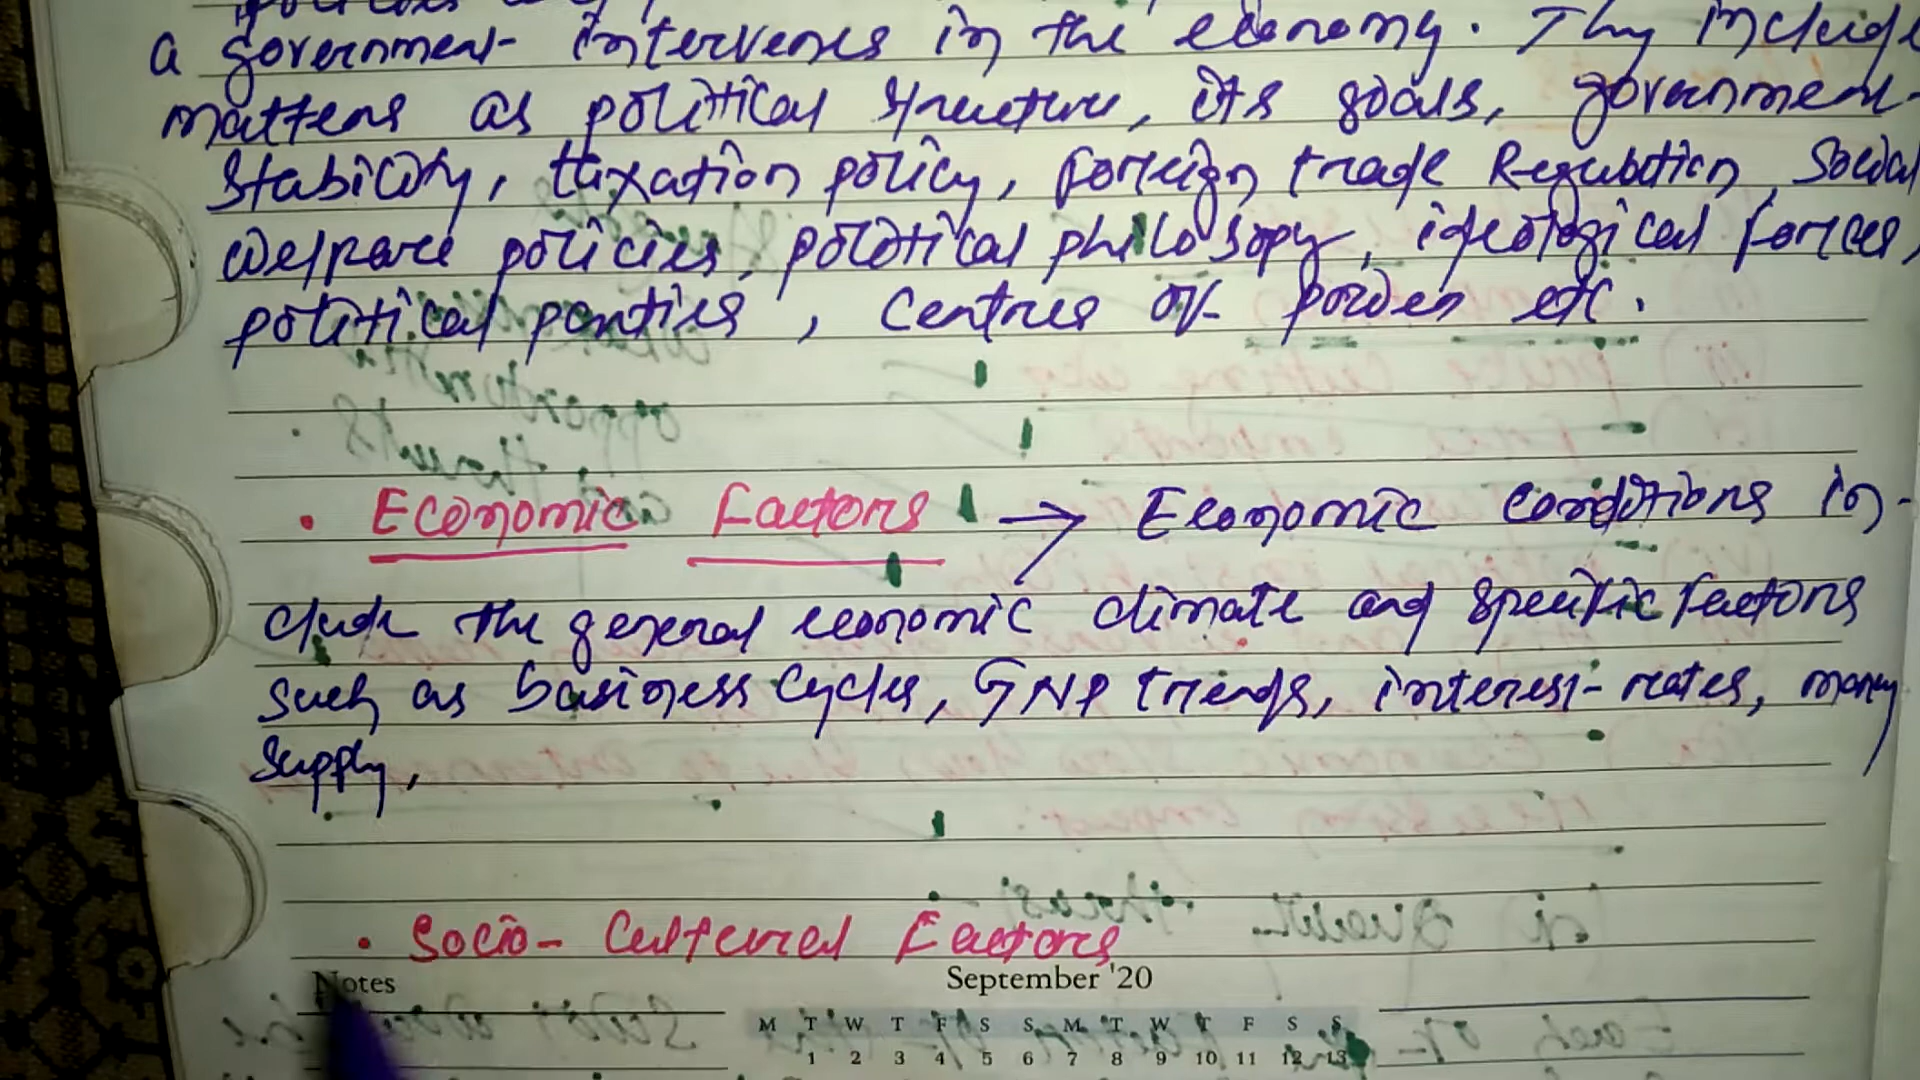 a government intervenes in the economy. They include
matters as political structure, its goals, government
stability, taxation policy, foreign trade Regulation, Social
welfare policies, political philosopy, ideological forces,
political parties, centres of power etc.
• Economic Factors → Economic conditions in-
clude the general economic climate and specific factors
such as business cycles, GNP trends, interest rates, money
supply,
• Socio-Cultural Factors
Notes
September '20
M T W T F S S M T W T F S S
1 2 3 4 5 6 7 8 9 10 11 12 13